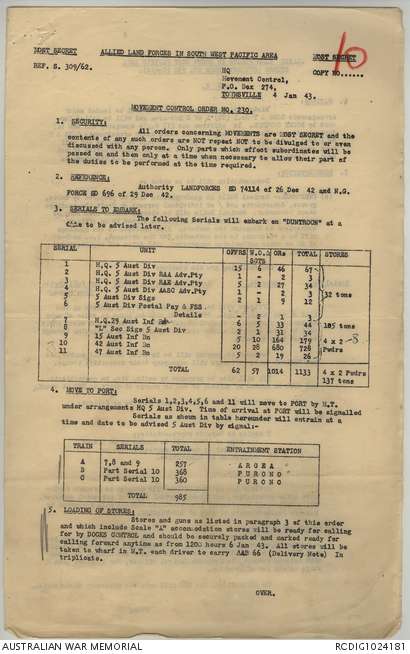 MOST SECRET ALLIED LAND FORCES IN SOUTH WEST PACIFIC AREA MOST SECRET
10
REF. S. 309/62.
HQ COPY NO......
Movement Control,
P.O. Box 274,
TOWNSVILLE 4 Jan 43.
MOVEMENT CONTROL ORDER NO. 230.
1. SECURITY:
All orders concerning MOVEMENTS are MOST SECRET and the
contents of any such orders are NOT repeat NOT to be divulged to or even
discussed with any person. Only parts which effect subordinates will be
passed on and then only at a time when necessary to allow their part of
the duties to be performed at the time required.
2. REFERENCE:
Authority LANDFORCES ED 74114 of 26 Dec 42 and N.G.
FORCE ED 696 of 29 Dec 42.
3. SERIALS TO EMBARK:
The following Serials will embark on "DUNTROON" at a
time to be advised later.
SERIAL UNIT OFFRS W.O.& SGTS ORs TOTAL STORES
1 H.Q. 5 Aust Div 15 6 46 67
2 H.Q. 5 Div RAA Adv.Pty 1 - 2 3
3 H.Q. 5 Div RAE Adv.Pty 5 2 27 34
4 H.Q. 5 Div AASC Adv.Pty 1 - 2 3 32 tons
5 5 Aust Div Sigs 2 1 9 12
6 5 Aust Div Postal Pay & FSS
Details - 2 1 3
7 H.Q.29 Aust Inf Bde 6 5 33 44 105 tons
8 "L" Sec Sigs 5 Aust Div 2 1 31 34
9 15 Aust Inf Bn 5 10 164 179 4 x 2 - 8
10 42 Aust Inf Bn 20 28 680 728 Pwdrs
11 47 Aust Inf Bn 5 2 19 26
TOTAL 62 57 1014 1133 4 x 2 Pwdrs
137 tons
4. MOVE TO PORT:
Serials 1,2,3,4,5,6 and 11 will move to PORT by M.T.
under arrangements HQ 5 Aust Div. Time of arrival at PORT will be signalled
Serials as shown in table hereunder will entrain at a
time and date to be advised 5 Aust Div by signal:-
TRAIN SERIALS TOTAL ENTRAINMENT STATION
A 7,8 and 9 257 A R O E A
B Part Serial 10 368 P U R O N O
C Part Serial 10 360 P U R O N O
TOTAL 985
5. LOADING OF STORES:
Stores and guns as listed in paragraph 3 of this order
and which include Scale "A" accommodation stores will be ready for calling
for by DOCKS CONTROL and should be securely packed and marked ready for
calling forward anytime as from 1200 hours 6 Jan 43. All stores will be
taken to wharf in M.T. each driver to carry AAB 66 (Delivery Note) In
triplicate.
OVER.
AUSTRALIAN WAR MEMORIAL RCDIG1024181